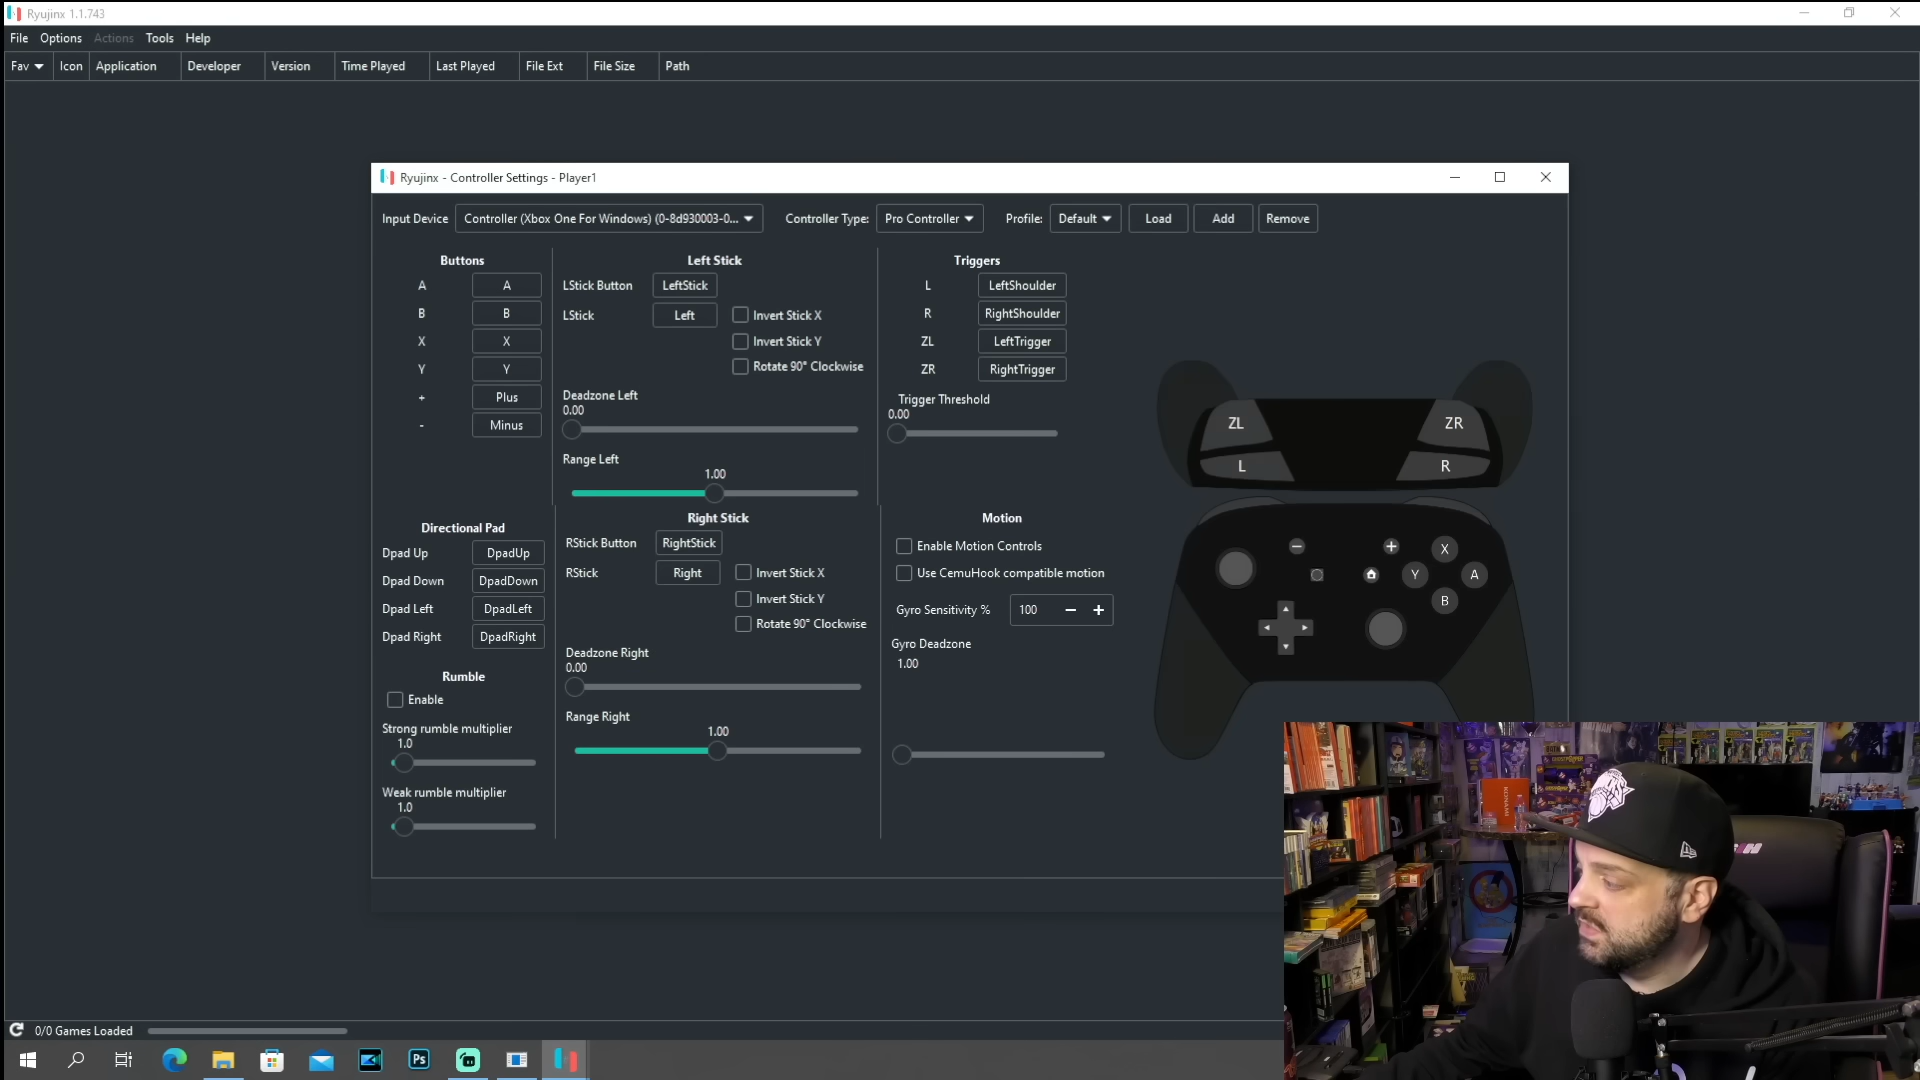 Ryujinx 1.1.743
File Options Actions Tools Help
Fav Icon Application Developer Version Time Played Last Played File Ext File Size Path
Ryujinx - Controller Settings - Player1
Input Device Controller (Xbox One For Windows) (0-8d930003-0... Controller Type: Pro Controller Profile: Default Load Add Remove
Buttons
A A
B B
X X
Y Y
+ Plus
- Minus
Left Stick
LStick Button LeftStick
LStick Left Invert Stick X
Invert Stick Y
Rotate 90° Clockwise
Deadzone Left
0.00
Range Left
1.00
Triggers
L LeftShoulder
R RightShoulder
ZL LeftTrigger
ZR RightTrigger
Trigger Threshold
0.00
Directional Pad
Dpad Up DpadUp
Dpad Down DpadDown
Dpad Left DpadLeft
Dpad Right DpadRight
Rumble
Enable
Strong rumble multiplier
1.0
Weak rumble multiplier
1.0
Right Stick
RStick Button RightStick
RStick Right Invert Stick X
Invert Stick Y
Rotate 90° Clockwise
Deadzone Right
0.00
Range Right
1.00
Motion
Enable Motion Controls
Use CemuHook compatible motion
Gyro Sensitivity % 100 − +
Gyro Deadzone
1.00
ZL ZR
L R
− + X
Y A
B
KONAMI
0/0 Games Loaded
Ps